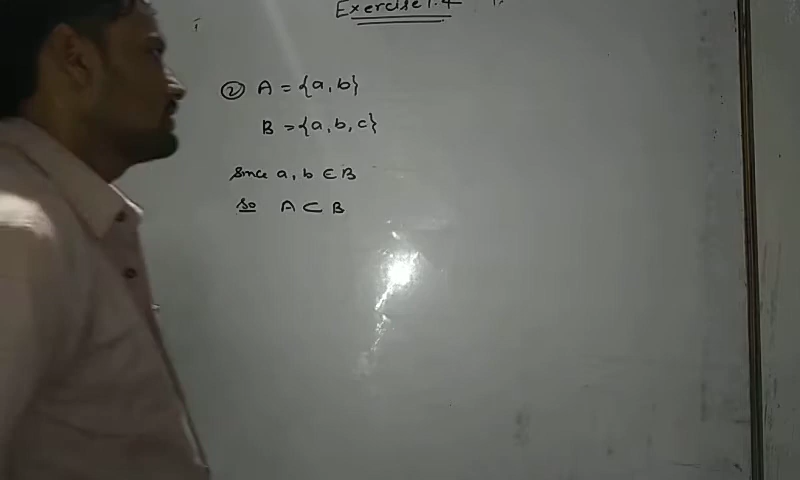 Exercise 1.4
② A = {a, b}
B = {a, b, c}
Since a, b ∈ B
So A ⊂ B